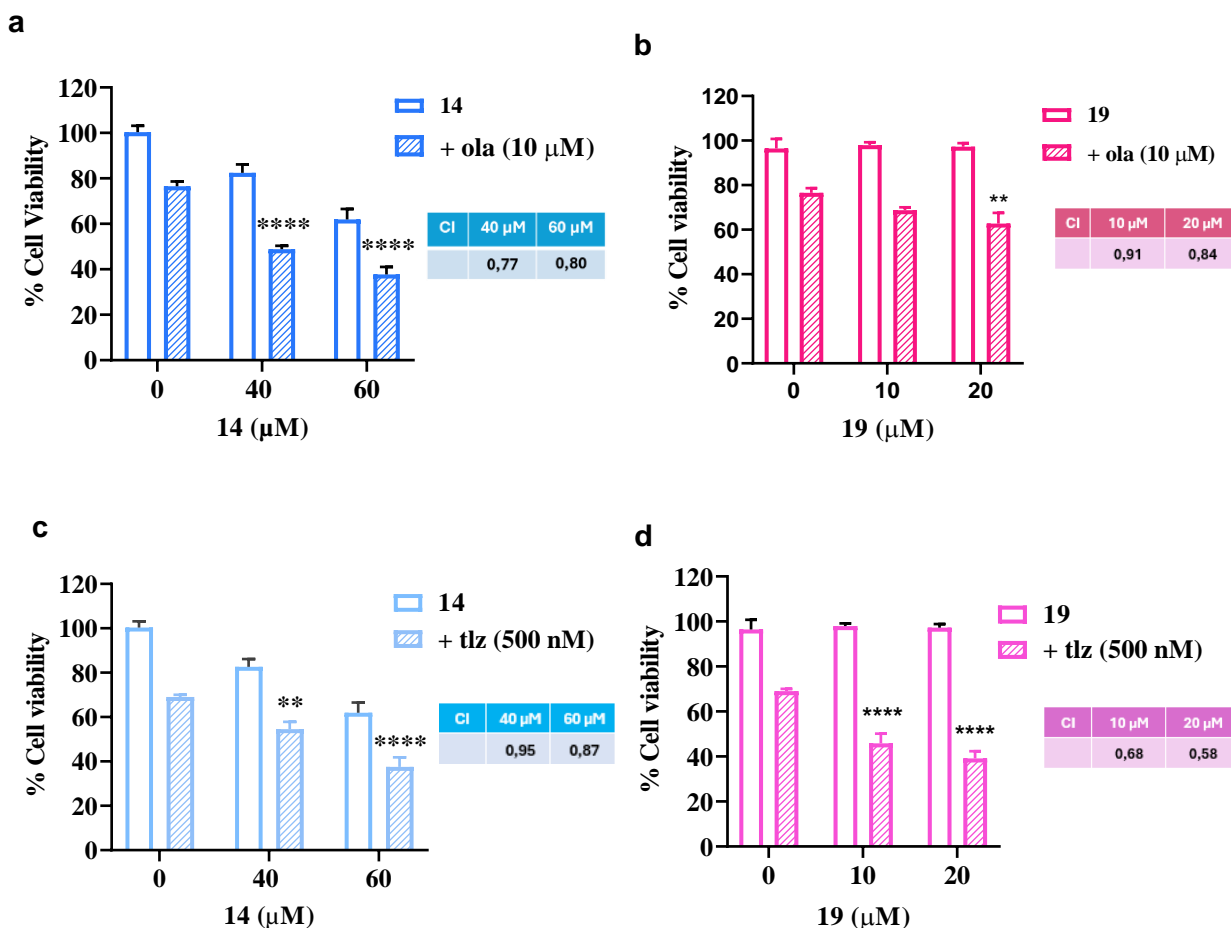 a
% Cell Viability
120
100
80
60
40
20
0
**** ****
0 40 60
14 (µM)
14
+ ola (10 μM)
CI 40 µM 60 µM
0,77 0,80
b
% Cell viability
120
100
80
60
40
20
0
**
0 10 20
19 (μM)
19
+ ola (10 μM)
CI 10 µM 20 µM
0,91 0,84
c
% Cell viability
120
100
80
60
40
20
0
** ****
0 40 60
14 (μM)
14
+ tlz (500 nM)
CI 40 µM 60 µM
0,95 0,87
d
% Cell viability
120
100
80
60
40
20
0
**** ****
0 10 20
19 (μM)
19
+ tlz (500 nM)
CI 10 µM 20 µM
0,68 0,58